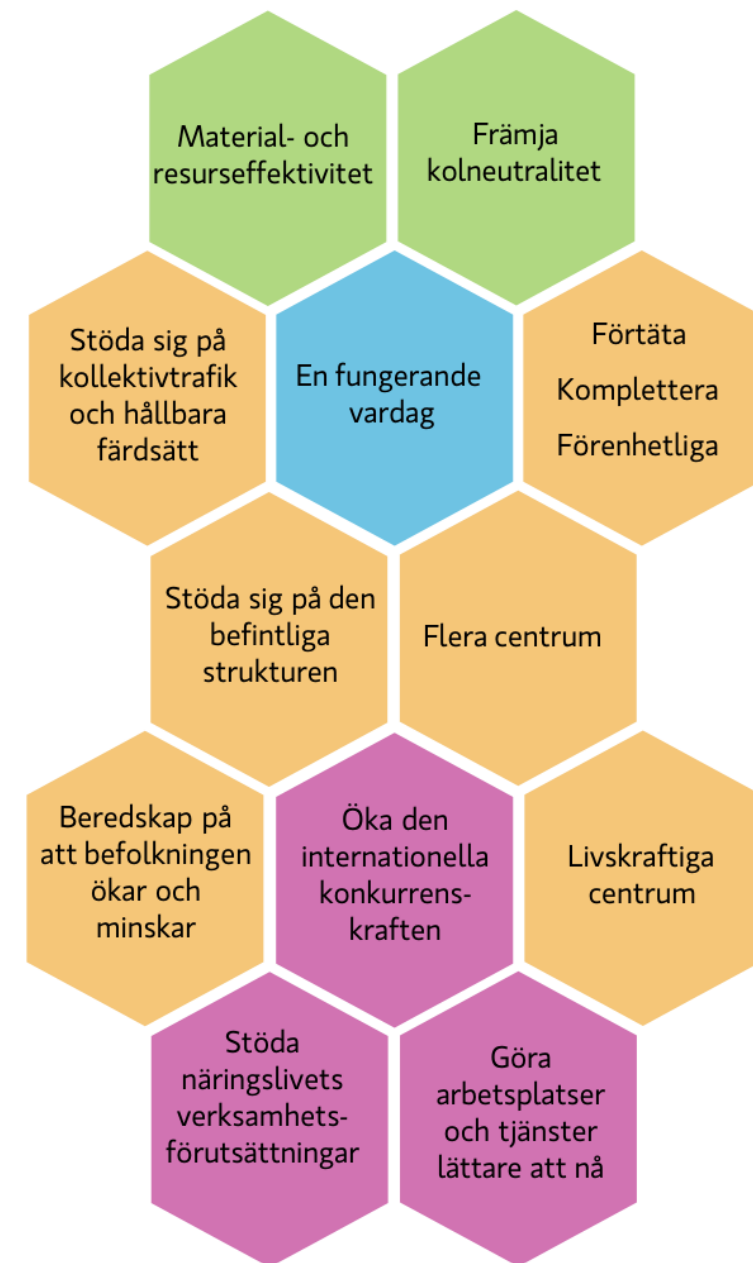 Material- och
resurseffektivitet
Främja
kolneutralitet
Stöda sig på
kollektivtrafik
och hållbara
färdsätt
En fungerande
vardag
Förtäta
Komplettera
Förenhetliga
Stöda sig på den
befintliga
strukturen
Flera centrum
Beredskap på
att befolkningen
ökar och
minskar
Öka den
internationella
konkurrens-
kraften
Livskraftiga
centrum
Stöda
näringslivets
verksamhets-
förutsättningar
Göra
arbetsplatser
och tjänster
lättare att nå